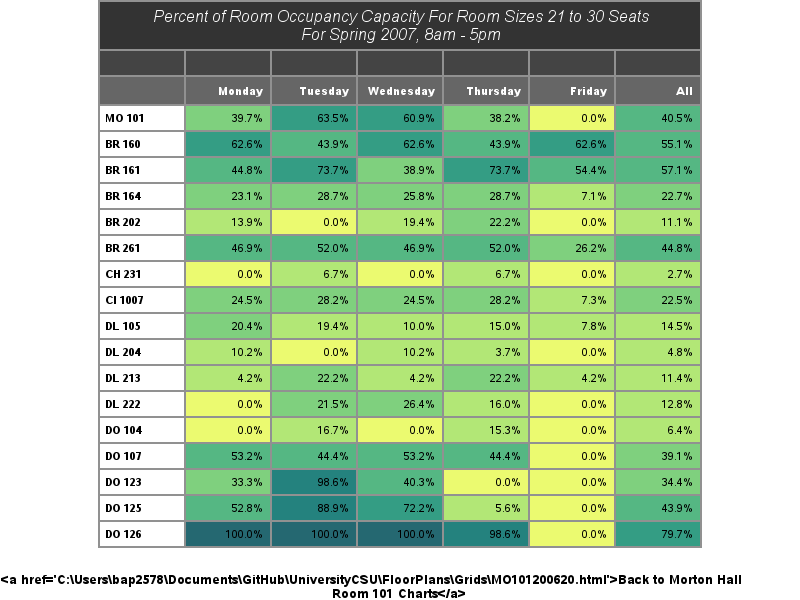 Percent of Room Occupancy Capacity For Room Sizes 21 to 30 Seats
For Spring 2007, 8am - 5pm
Monday Tuesday Wednesday Thursday Friday All
MO 101 39.7% 63.5% 60.9% 38.2% 0.0% 40.5%
BR 160 62.6% 43.9% 62.6% 43.9% 62.6% 55.1%
BR 161 44.8% 73.7% 38.9% 73.7% 54.4% 57.1%
BR 164 23.1% 28.7% 25.8% 28.7% 7.1% 22.7%
BR 202 13.9% 0.0% 19.4% 22.2% 0.0% 11.1%
BR 261 46.9% 52.0% 46.9% 52.0% 26.2% 44.8%
CH 231 0.0% 6.7% 0.0% 6.7% 0.0% 2.7%
CI 1007 24.5% 28.2% 24.5% 28.2% 7.3% 22.5%
DL 105 20.4% 19.4% 10.0% 15.0% 7.8% 14.5%
DL 204 10.2% 0.0% 10.2% 3.7% 0.0% 4.8%
DL 213 4.2% 22.2% 4.2% 22.2% 4.2% 11.4%
DL 222 0.0% 21.5% 26.4% 16.0% 0.0% 12.8%
DO 104 0.0% 16.7% 0.0% 15.3% 0.0% 6.4%
DO 107 53.2% 44.4% 53.2% 44.4% 0.0% 39.1%
DO 123 33.3% 98.6% 40.3% 0.0% 0.0% 34.4%
DO 125 52.8% 88.9% 72.2% 5.6% 0.0% 43.9%
DO 126 100.0% 100.0% 100.0% 98.6% 0.0% 79.7%
<a href='C:\Users\bap2578\Documents\GitHub\UniversityCSU\FloorPlans\Grids\MO101200620.html'>Back to Morton Hall
Room 101 Charts</a>